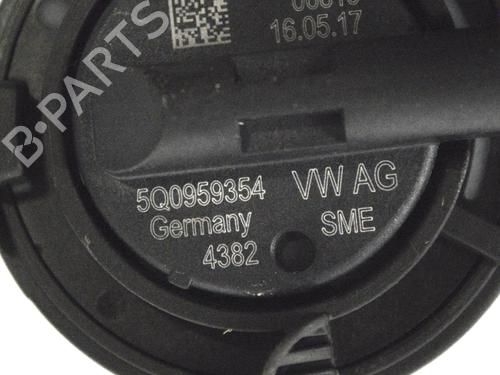 16.05.17
5Q0959354 VW AG
Germany SME
4382
B-PARTS